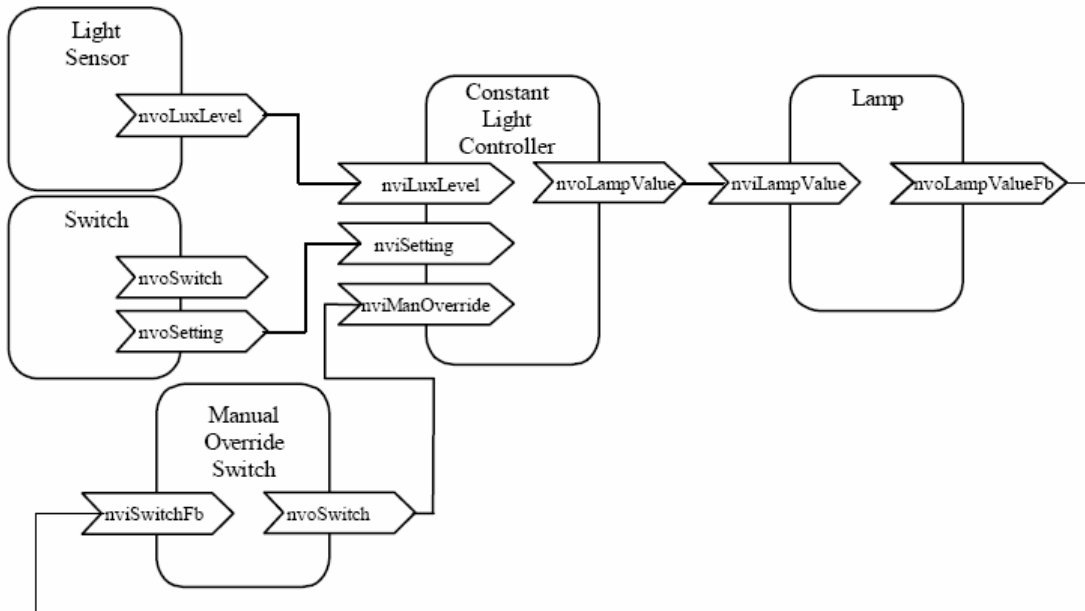 Light
Sensor
nvoLuxLevel
Switch
nvoSwitch
nvoSetting
Constant
Light
Controller
nviLuxLevel
nviSetting
nviManOverride
nvoLampValue
Lamp
nviLampValue
nvoLampValueFb
Manual
Override
Switch
nviSwitchFb
nvoSwitch